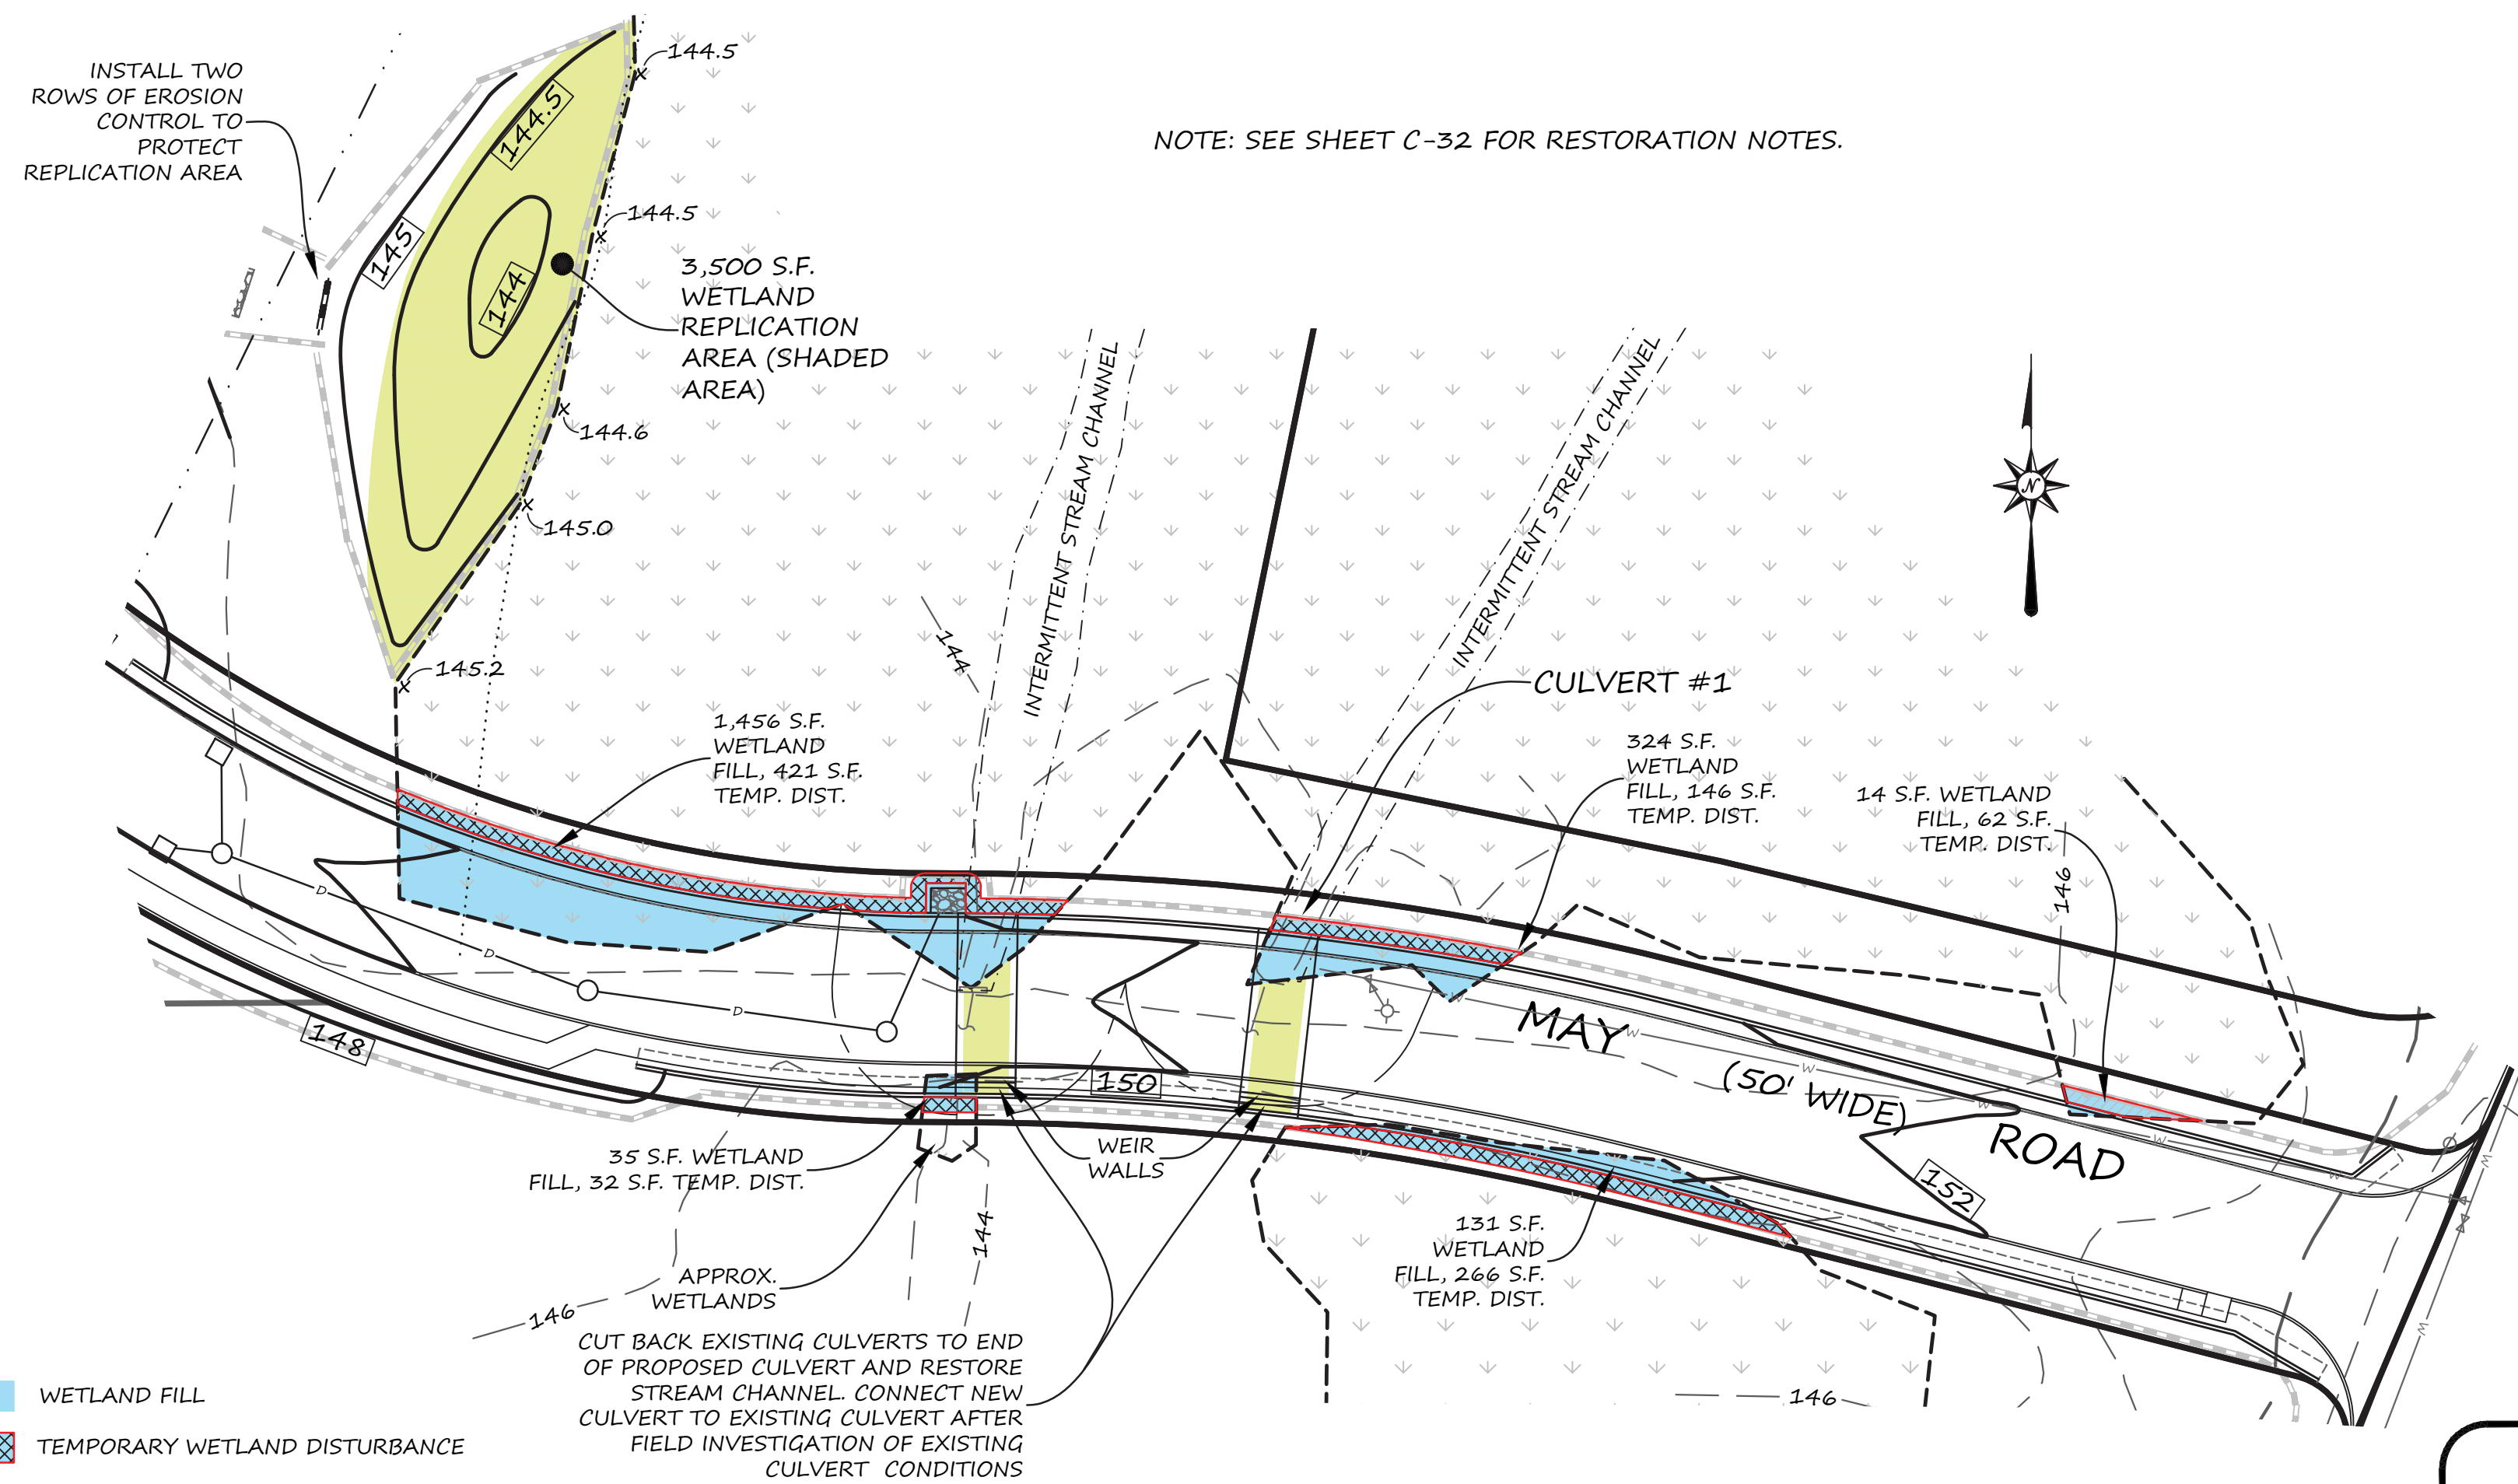 INSTALL TWO
ROWS OF EROSION
CONTROL TO
PROTECT
REPLICATION AREA
144.5
144.5
145
144
144.5
144.6
145.0
145.2
3,500 S.F.
WETLAND
REPLICATION
AREA (SHADED
AREA)
NOTE: SEE SHEET C-32 FOR RESTORATION NOTES.
INTERMITTENT STREAM CHANNEL
INTERMITTENT STREAM CHANNEL
N
144
CULVERT #1
1,456 S.F.
WETLAND
FILL, 421 S.F.
TEMP. DIST.
324 S.F.
WETLAND
FILL, 146 S.F.
TEMP. DIST.
14 S.F. WETLAND
FILL, 62 S.F.
TEMP. DIST.
146
D
D
D
W
W
W
W
W
W
W
W
148
150
MAY
(50' WIDE)
ROAD
152
35 S.F. WETLAND
FILL, 32 S.F. TEMP. DIST.
WEIR
WALLS
144
131 S.F.
WETLAND
FILL, 266 S.F.
TEMP. DIST.
APPROX.
WETLANDS
146
146
CUT BACK EXISTING CULVERTS TO END
OF PROPOSED CULVERT AND RESTORE
STREAM CHANNEL. CONNECT NEW
CULVERT TO EXISTING CULVERT AFTER
FIELD INVESTIGATION OF EXISTING
CULVERT CONDITIONS
WETLAND FILL
TEMPORARY WETLAND DISTURBANCE